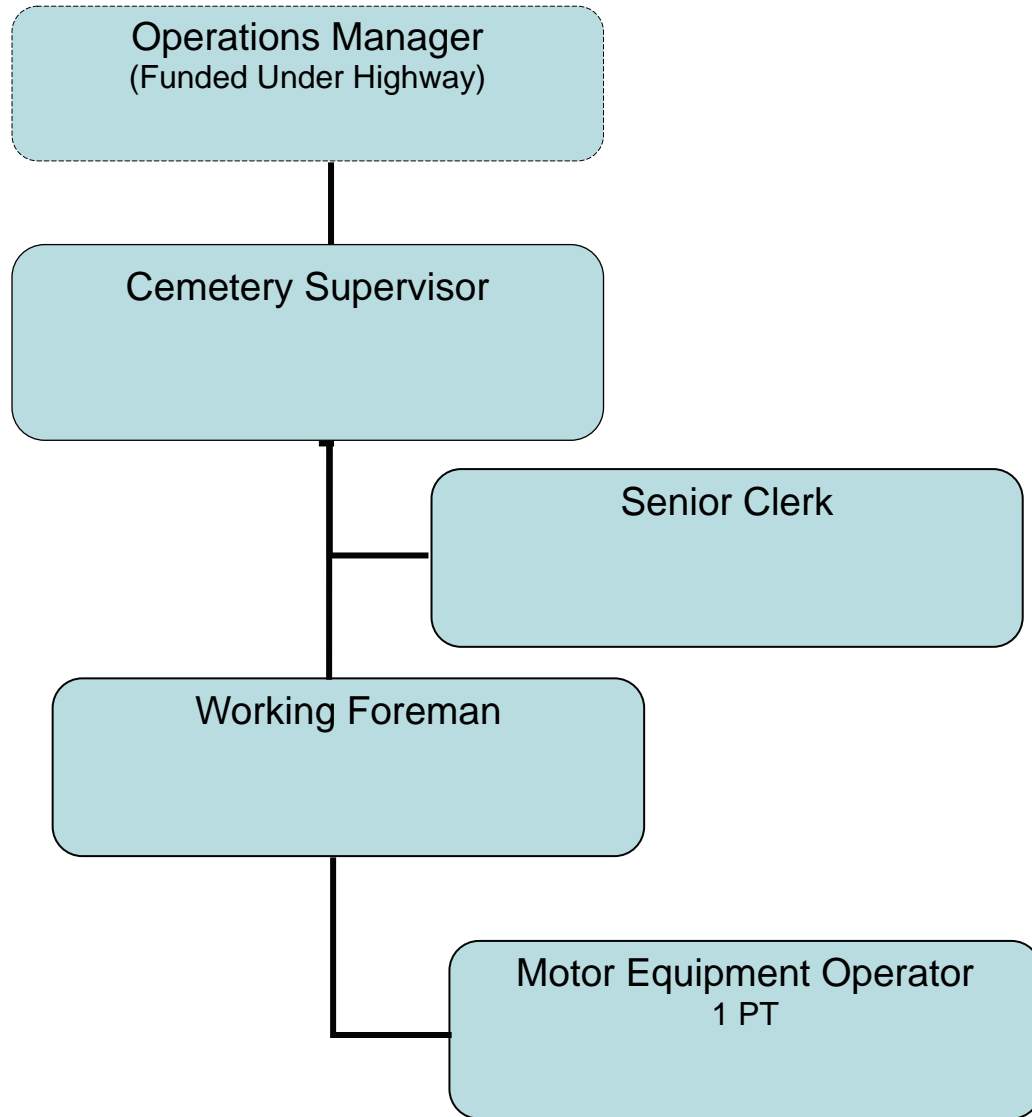 Operations Manager
(Funded Under Highway)
Cemetery Supervisor
Senior Clerk
Working Foreman
Motor Equipment Operator
1 PT